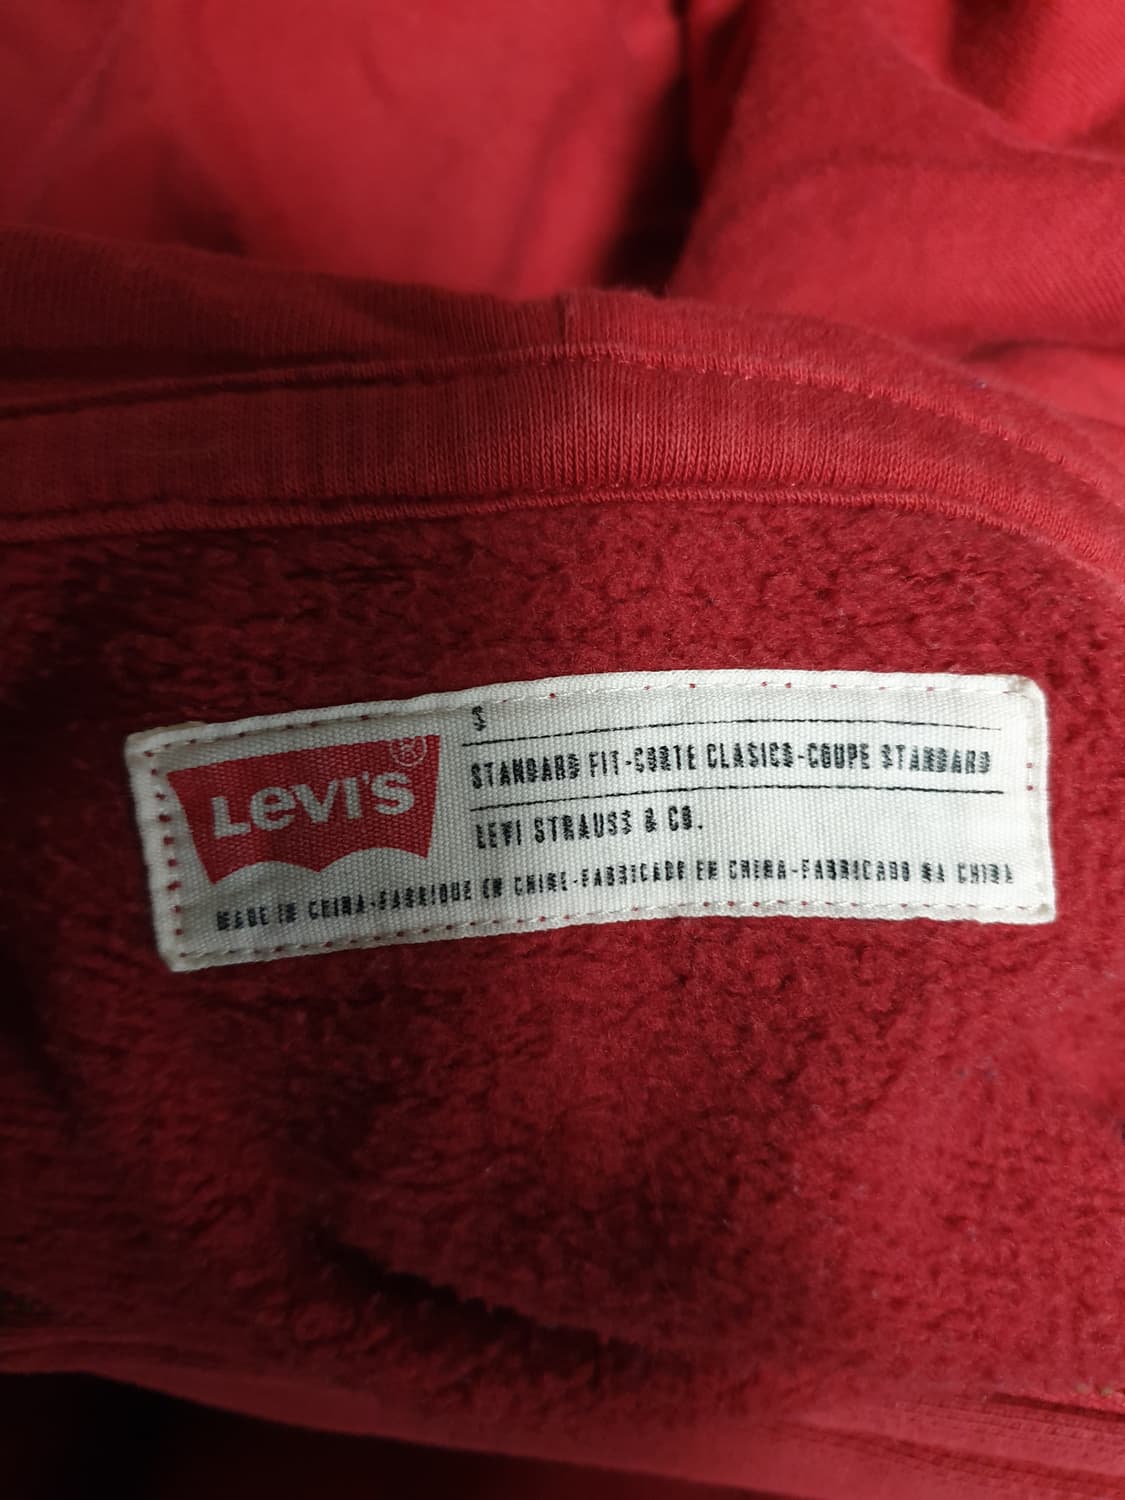 S
LEVI'S®
STANDARD FIT-CORTE CLASICS-COUPE STANDARD
LEVI STRAUSS & CO.
MADE IN CHINA-FABRIQUE EN CHINE-FABRICADO EN CHINA-FABRICADO NA CHINA